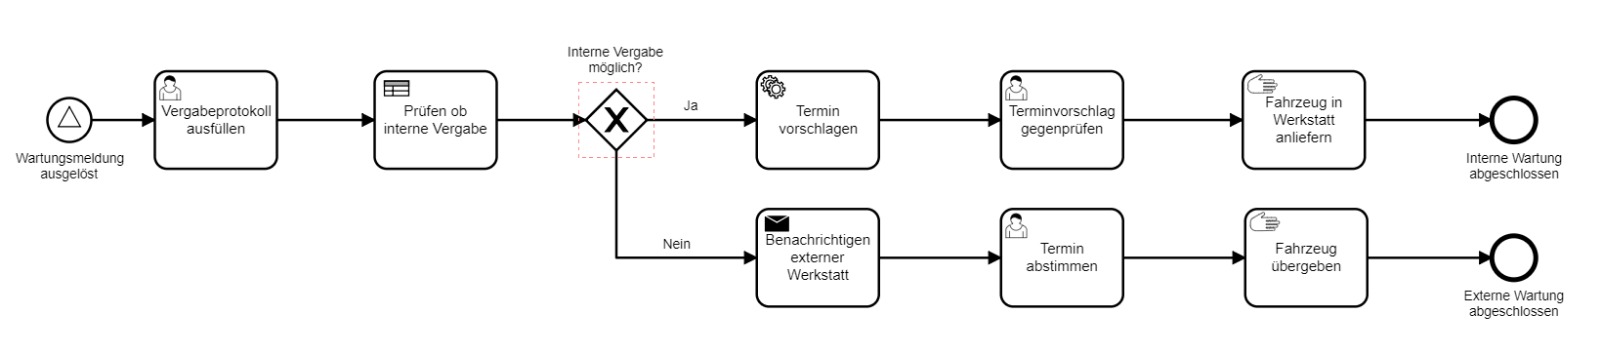 Wartungsmeldung
ausgelöst
Vergabeprotokoll
ausfüllen
Prüfen ob
interne Vergabe
Interne Vergabe
möglich?
X
Ja
Termin
vorschlagen
Terminvorschlag
gegenprüfen
Fahrzeug in
Werkstatt
anliefern
Interne Wartung
abgeschlossen
Nein
Benachrichtigen
externer
Werkstatt
Termin
abstimmen
Fahrzeug
übergeben
Externe Wartung
abgeschlossen